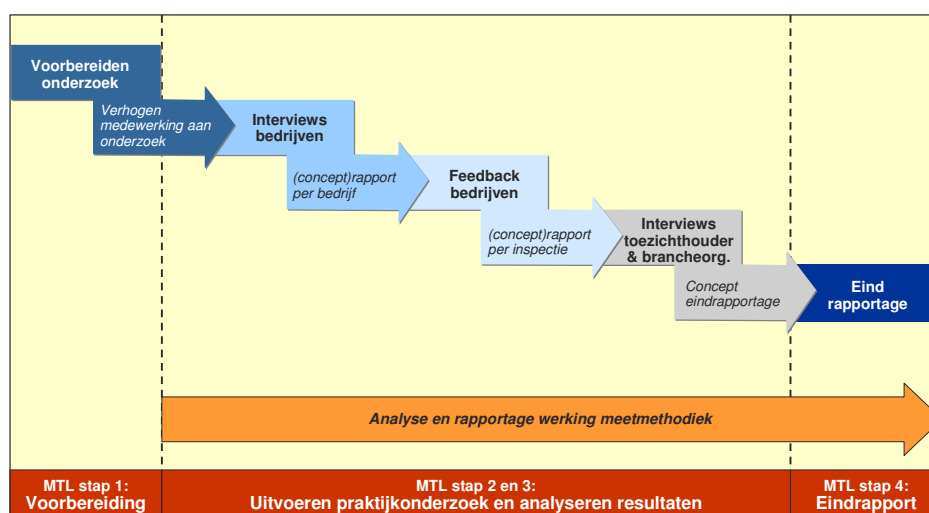 Voorbereiden
onderzoek
Verhogen
medewerking aan
onderzoek
Interviews
bedrijven
(concept)rapport
per bedrijf
Feedback
bedrijven
(concept)rapport
per inspectie
Interviews
toezichthouder
& brancheorg.
Concept
eindrapportage
Eind
rapportage
Analyse en rapportage werking meetmethodiek
MTL stap 1:
Voorbereiding
MTL stap 2 en 3:
Uitvoeren praktijkonderzoek en analyseren resultaten
MTL stap 4:
Eindrapport